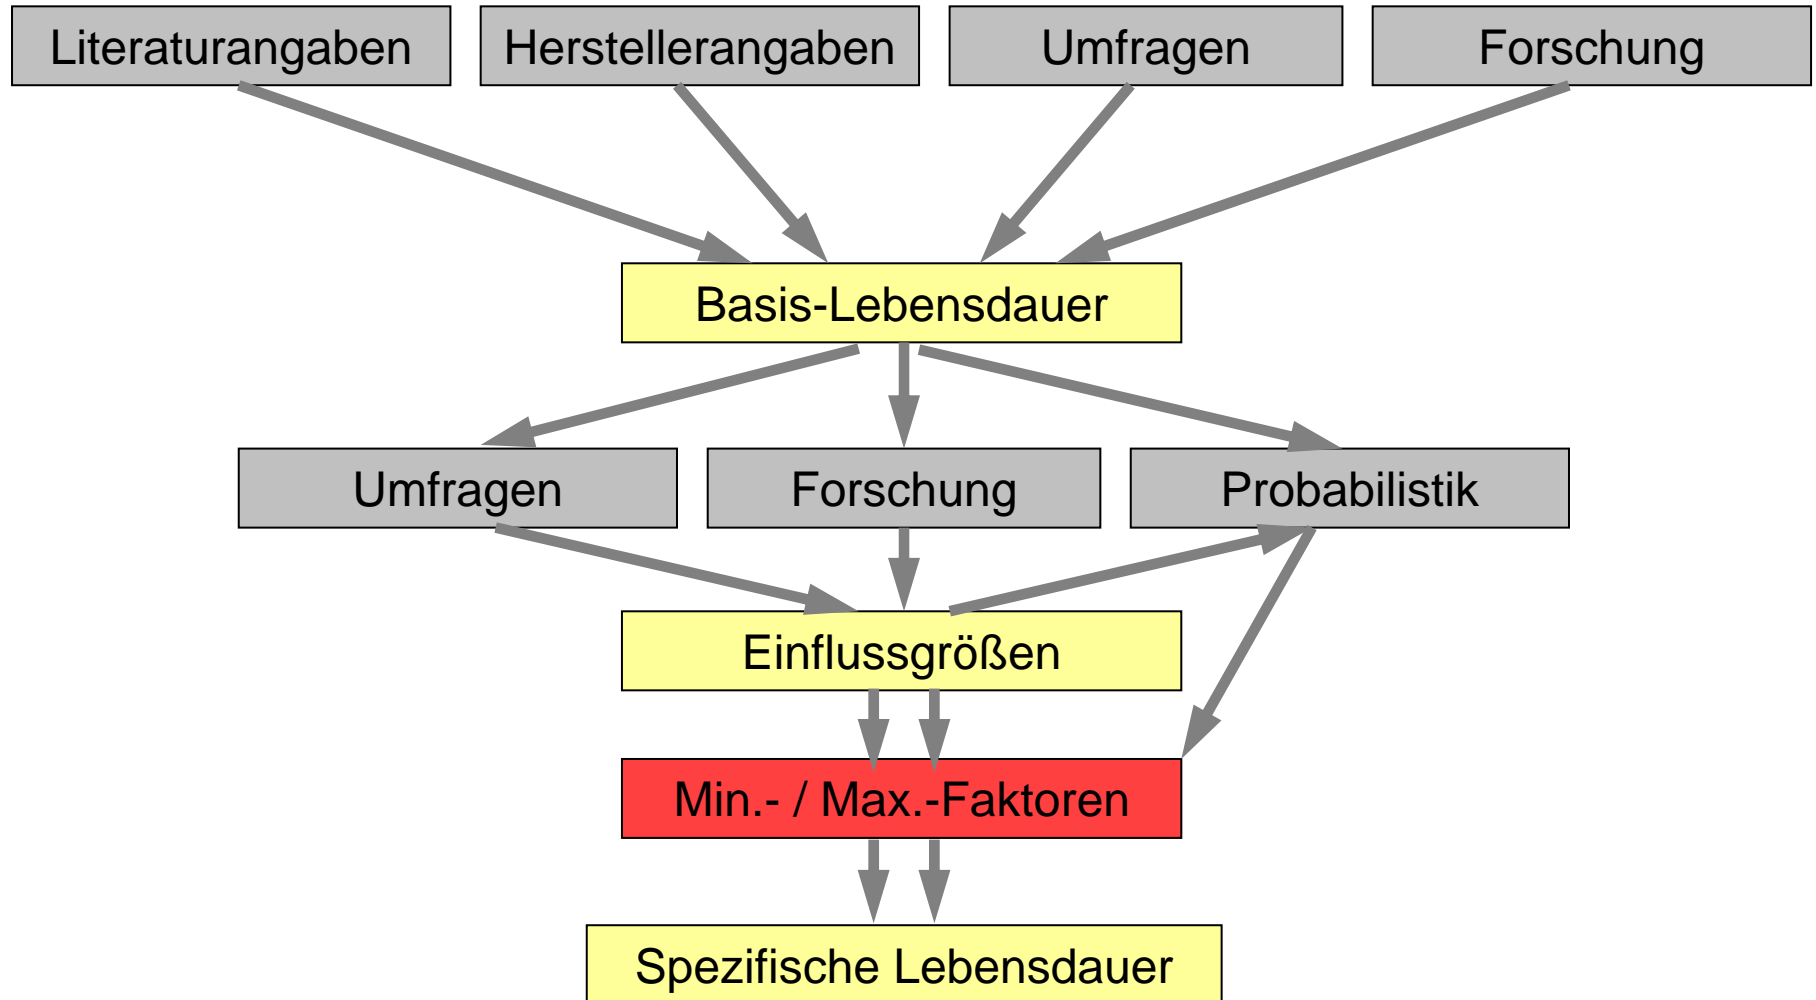 Literaturangaben
Herstellerangaben
Umfragen
Forschung
Basis-Lebensdauer
Umfragen
Forschung
Probabilistik
Einflussgrößen
Min.- / Max.-Faktoren
Spezifische Lebensdauer